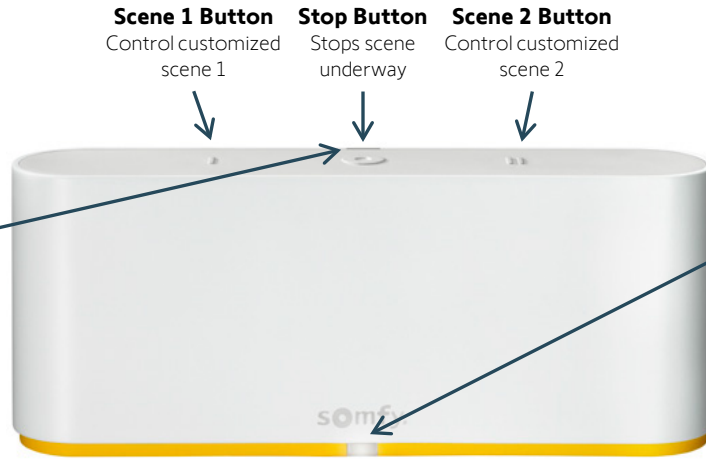 Scene 1 Button
Control customized
scene 1
Stop Button
Stops scene
underway
Scene 2 Button
Control customized
scene 2
somfy.